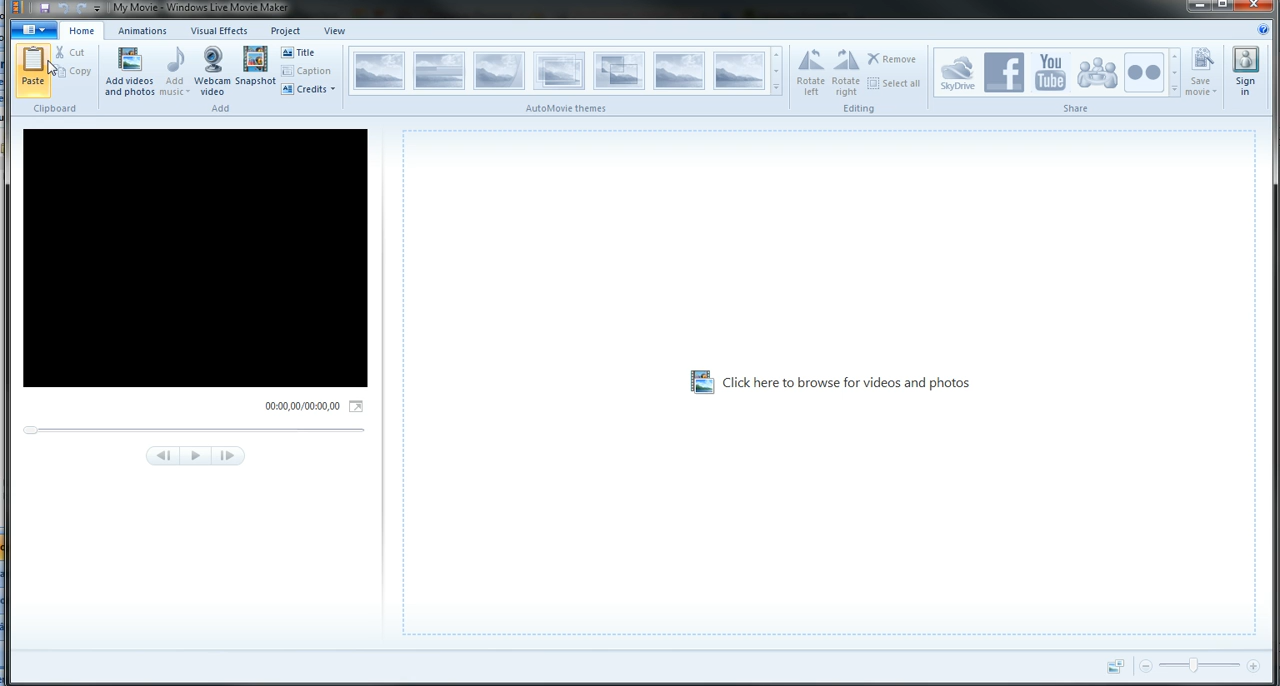 My Movie - Windows Live Movie Maker
Home
Animations
Visual Effects
Project
View
Paste
Cut
Copy
Clipboard
Add videos
and photos
Add
music
Webcam
video
Snapshot
Title
Caption
Credits
Add
AutoMovie themes
Rotate
left
Rotate
right
Remove
Select all
Editing
SkyDrive
f
You
Tube
Share
Save
movie
Sign
in
Click here to browse for videos and photos
00:00,00/00:00,00